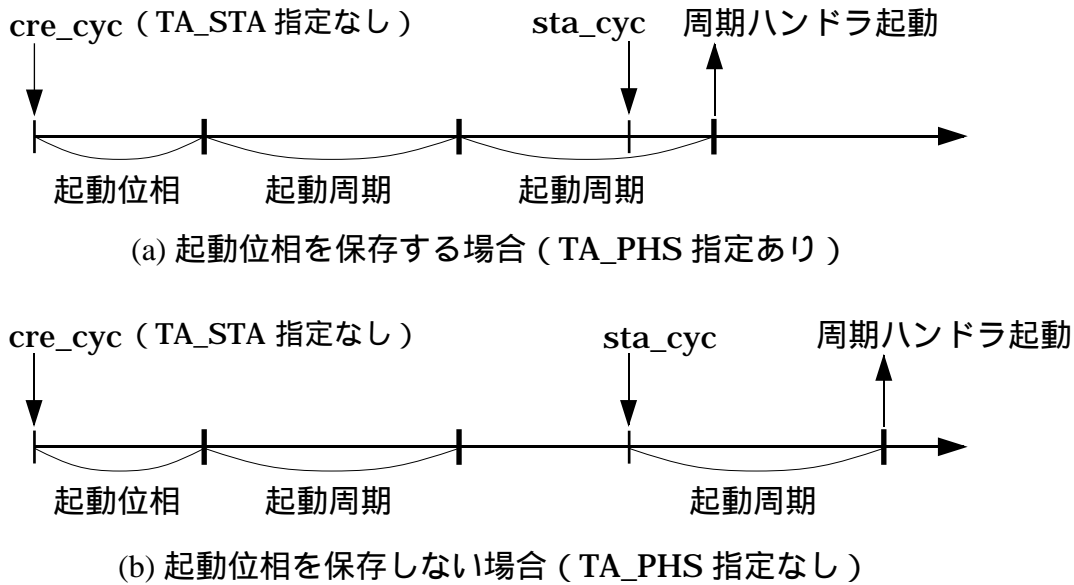 cre_cyc（TA_STA 指定なし） sta_cyc 周期ハンドラ起動
起動位相 起動周期 起動周期
(a) 起動位相を保存する場合（TA_PHS 指定あり）
cre_cyc（TA_STA 指定なし） sta_cyc 周期ハンドラ起動
起動位相 起動周期 起動周期
(b) 起動位相を保存しない場合（TA_PHS 指定なし）